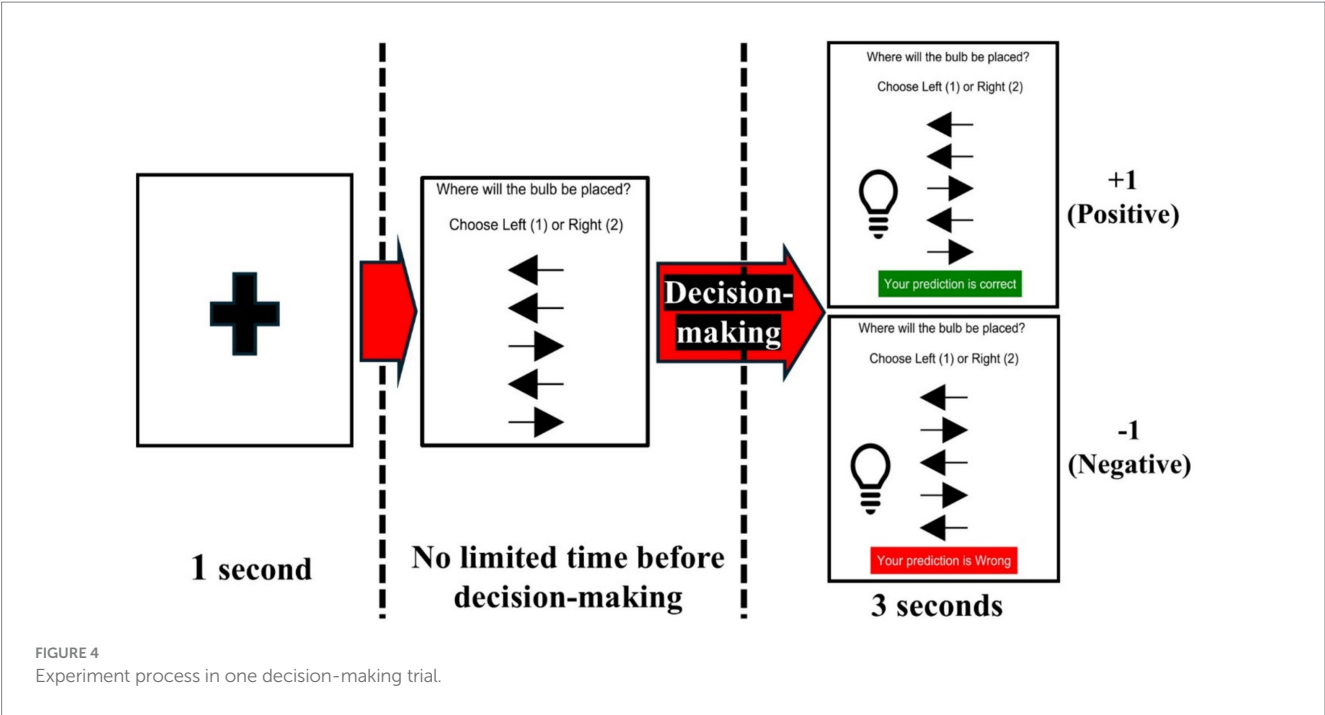 Where will the bulb be placed?
Choose Left (1) or Right (2)
Your prediction is correct
+1
(Positive)
Where will the bulb be placed?
Choose Left (1) or Right (2)
Decision-
making
Where will the bulb be placed?
Choose Left (1) or Right (2)
Your prediction is Wrong
-1
(Negative)
1 second
No limited time before
decision-making
3 seconds
FIGURE 4
Experiment process in one decision-making trial.